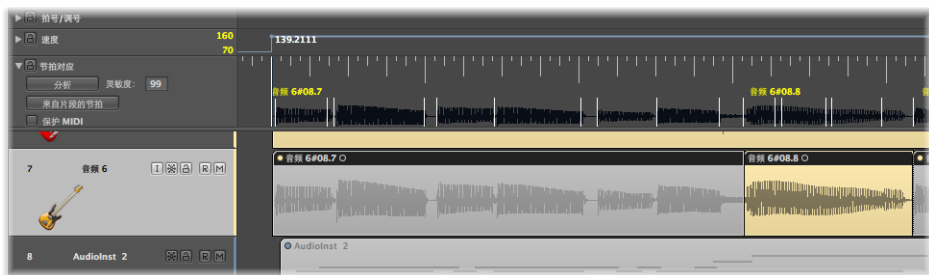 拍号/调号
速度 160
70
139.2111
节拍对应
分析 灵敏度: 99
来自片段的节拍
保护 MIDI
音频 6#08.7 音频 6#08.8 音
7 音频 6 I R M
音频 6#08.7 音频 6#08.8
8 AudioInst 2 R M
AudioInst 2